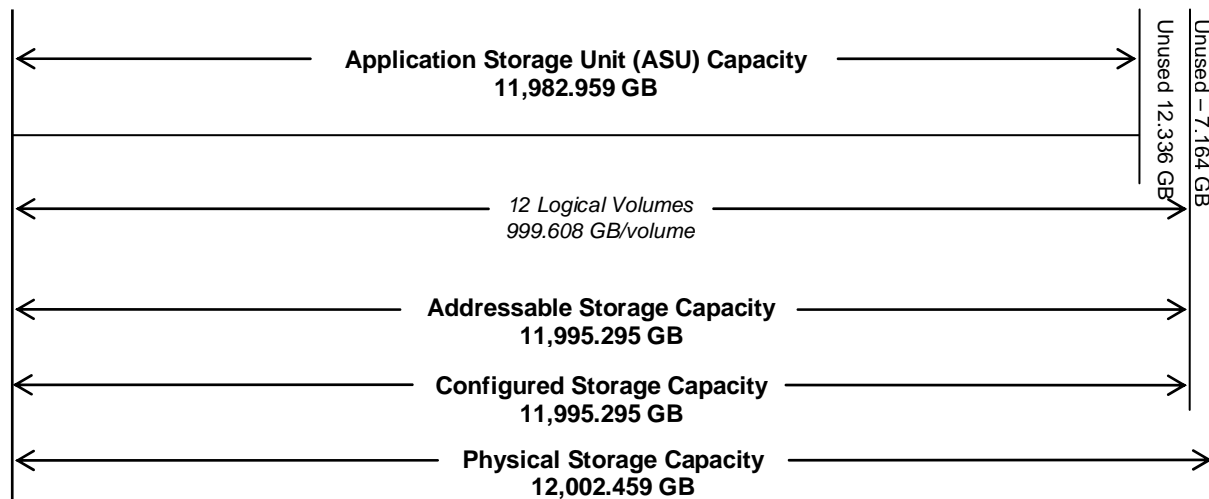 Application Storage Unit (ASU) Capacity
11,982.959 GB
Unused 12.336 GB
Unused – 7.164 GB
12 Logical Volumes
999.608 GB/volume
Addressable Storage Capacity
11,995.295 GB
Configured Storage Capacity
11,995.295 GB
Physical Storage Capacity
12,002.459 GB